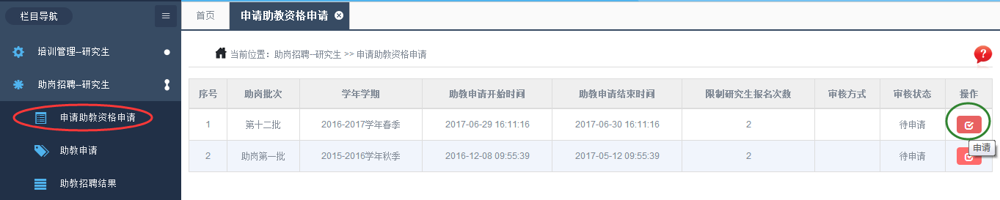 栏目导航
首页
申请助教资格申请
培训管理--研究生
助岗招聘--研究生
申请助教资格申请
助教申请
助教招聘结果
当前位置：助岗招聘--研究生 >> 申请助教资格申请
?
序号 助岗批次 学年学期 助教申请开始时间 助教申请结束时间 限制研究生报名次数 审核方式 审核状态 操作
1 第十二批 2016-2017学年春季 2017-06-29 16:11:16 2017-06-30 16:11:16 2 待申请
2 助岗第一批 2015-2016学年秋季 2016-12-08 09:55:39 2017-05-12 09:55:39 2 待申请
申请